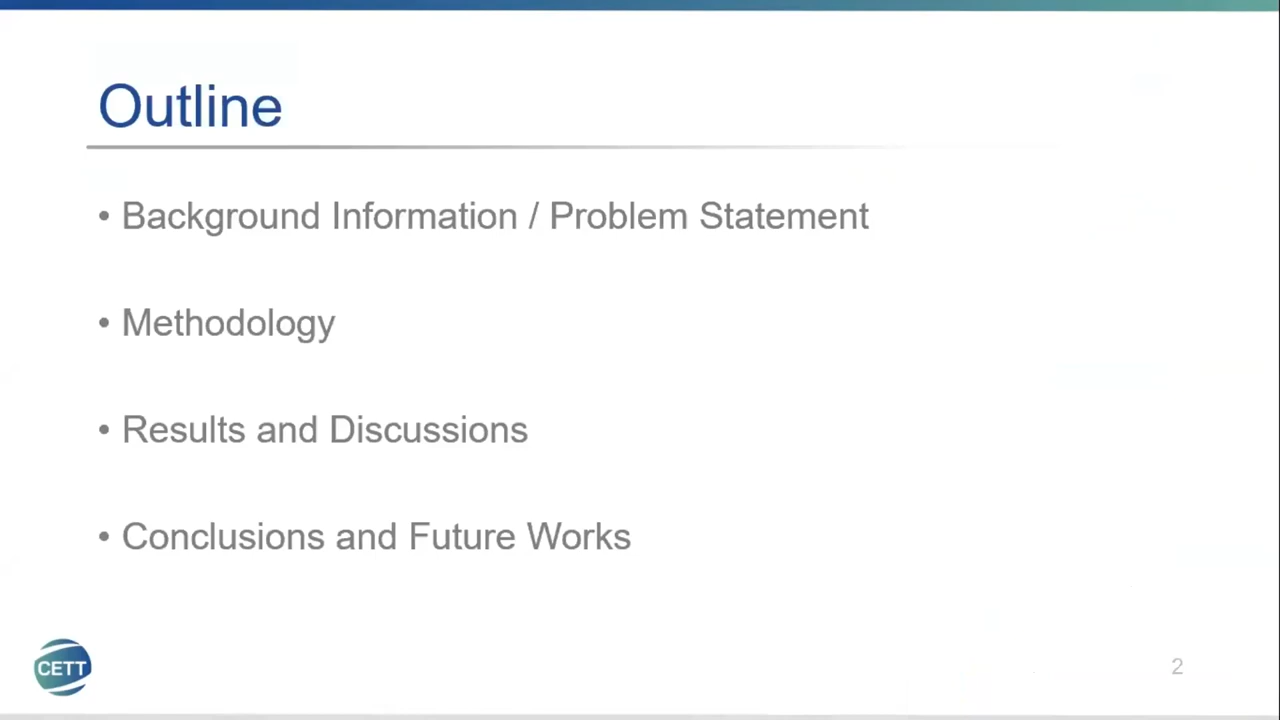 Outline
• Background Information / Problem Statement
• Methodology
• Results and Discussions
• Conclusions and Future Works
CETT
2